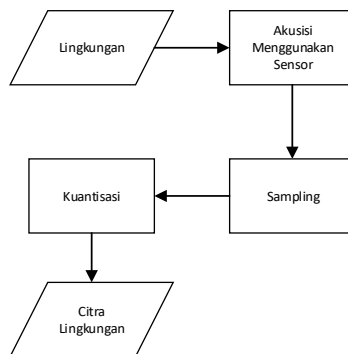 Lingkungan
Akusisi
Menggunakan
Sensor
Sampling
Kuantisasi
Citra
Lingkungan